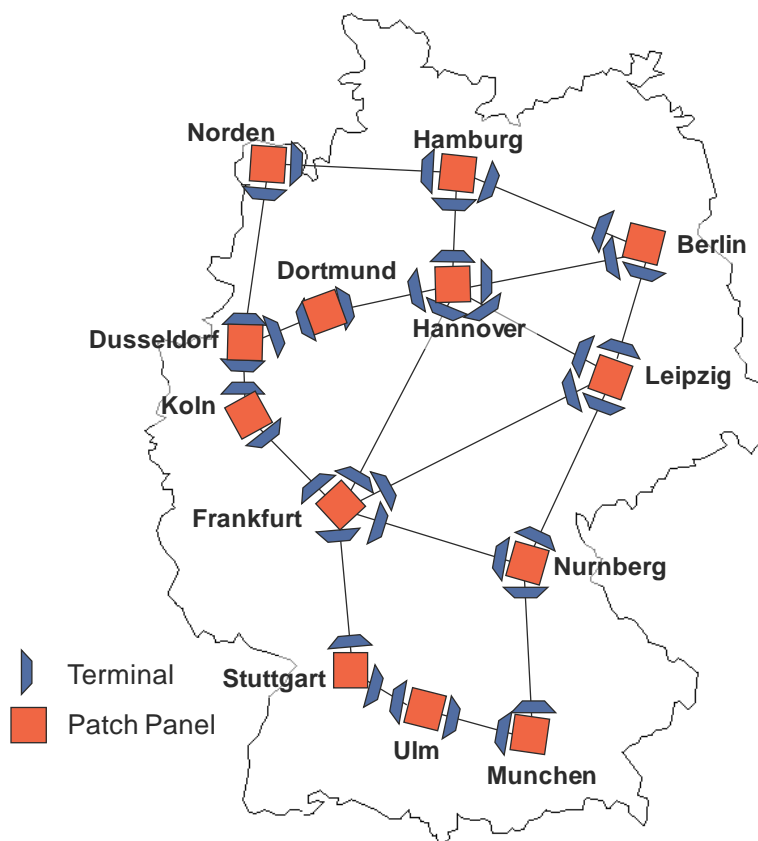 Norden
Hamburg
Berlin
Dortmund
Hannover
Dusseldorf
Leipzig
Koln
Frankfurt
Nurnberg
Terminal
Stuttgart
Patch Panel
Ulm
Munchen